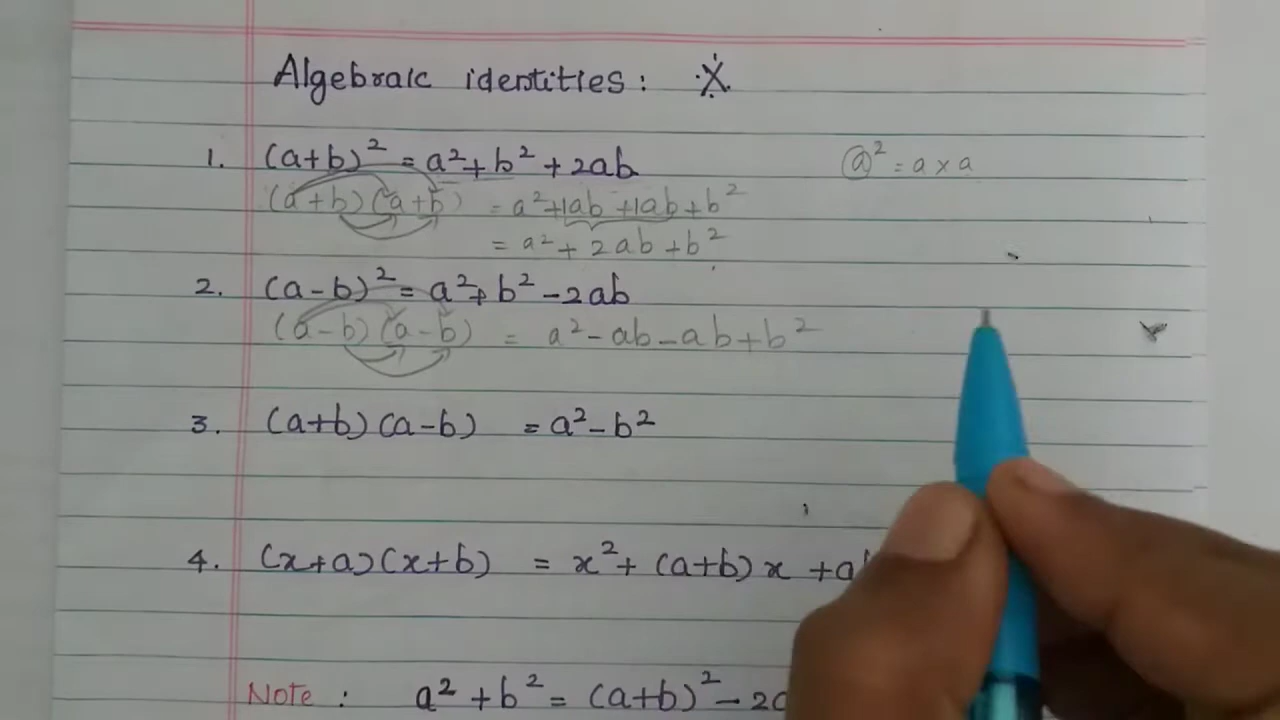 Algebraic identities :
1. (a+b)² = a²+b²+2ab
(a)² = a × a
(a+b)(a+b) = a²+1ab+1ab+b²
= a²+2ab+b²
2. (a-b)² = a²+b²-2ab
(a-b)(a-b) = a²-ab-ab+b²
3. (a+b)(a-b) = a²-b²
4. (x+a)(x+b) = x²+(a+b)x+a
Note : a²+b² = (a+b)²-2